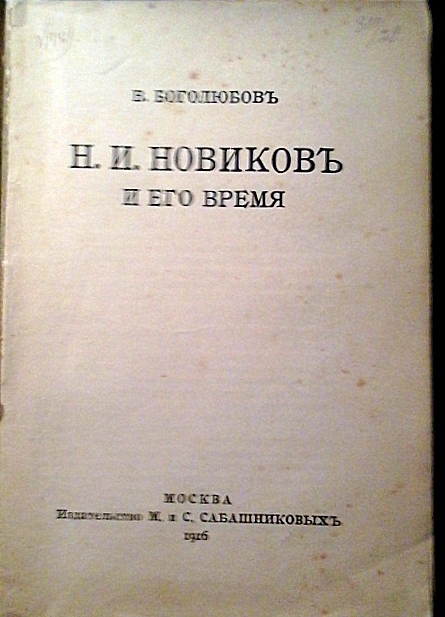 В. БОГОЛЮБОВЪ
Н. И. НОВИКОВЪ
И ЕГО ВРЕМЯ
МОСКВА
Издательство М. и С. САБАШНИКОВЫХЪ
1916